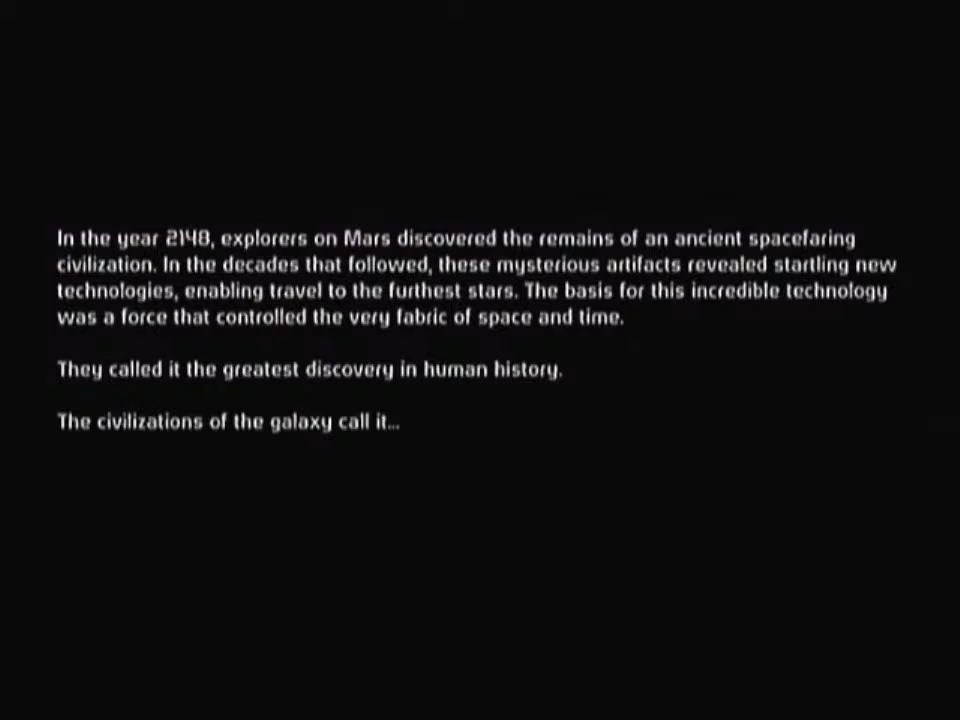 In the year 2148, explorers on Mars discovered the remains of an ancient spacefaring
civilization. In the decades that followed, these mysterious artifacts revealed startling new
technologies, enabling travel to the furthest stars. The basis for this incredible technology
was a force that controlled the very fabric of space and time.
They called it the greatest discovery in human history.
The civilizations of the galaxy call it...